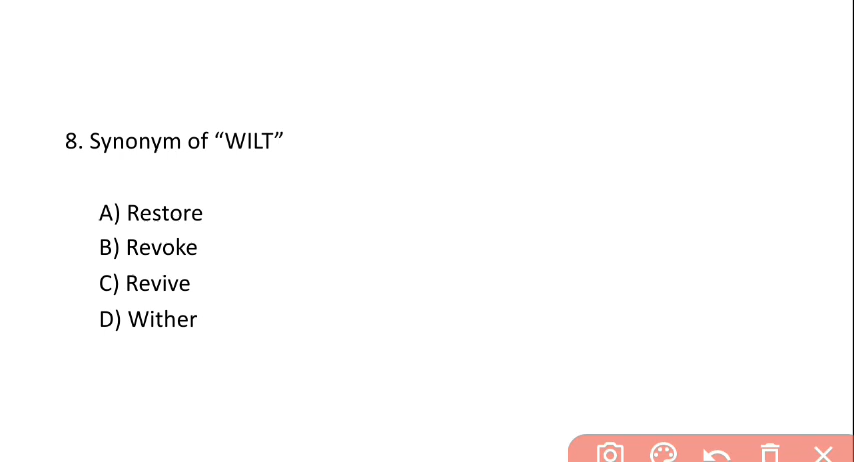 8. Synonym of “WILT”
A) Restore
B) Revoke
C) Revive
D) Wither